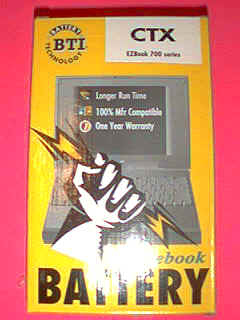 BATTERY
BTI
TECHNOLOGY
CTX
EZBook 700 series
Longer Run Time
100% Mfr Compatible
One Year Warranty
ebook
BATTERY